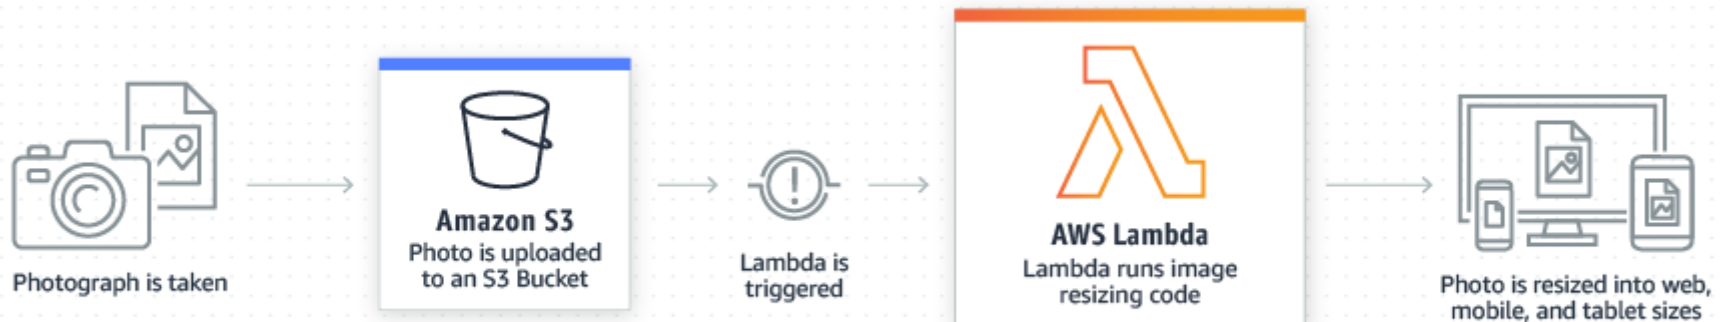 Photograph is taken
Amazon S3
Photo is uploaded
to an S3 Bucket
Lambda is
triggered
AWS Lambda
Lambda runs image
resizing code
Photo is resized into web,
mobile, and tablet sizes